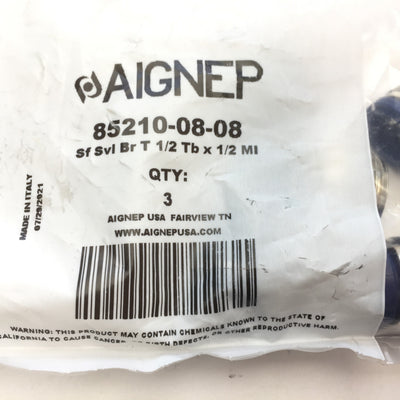 AIGNEP
85210-08-08
Sf Svl Br T 1/2 Tb x 1/2 MI
QTY:
3
AIGNEP USA FAIRVIEW TN
WWW.AIGNEPUSA.COM
MADE IN ITALY
07/29/2021
WARNING: THIS PRODUCT MAY CONTAIN CHEMICALS KNOWN TO THE STATE OF
CALIFORNIA TO CAUSE CANCER, OR BIRTH DEFECTS, OR OTHER REPRODUCTIVE HARM.